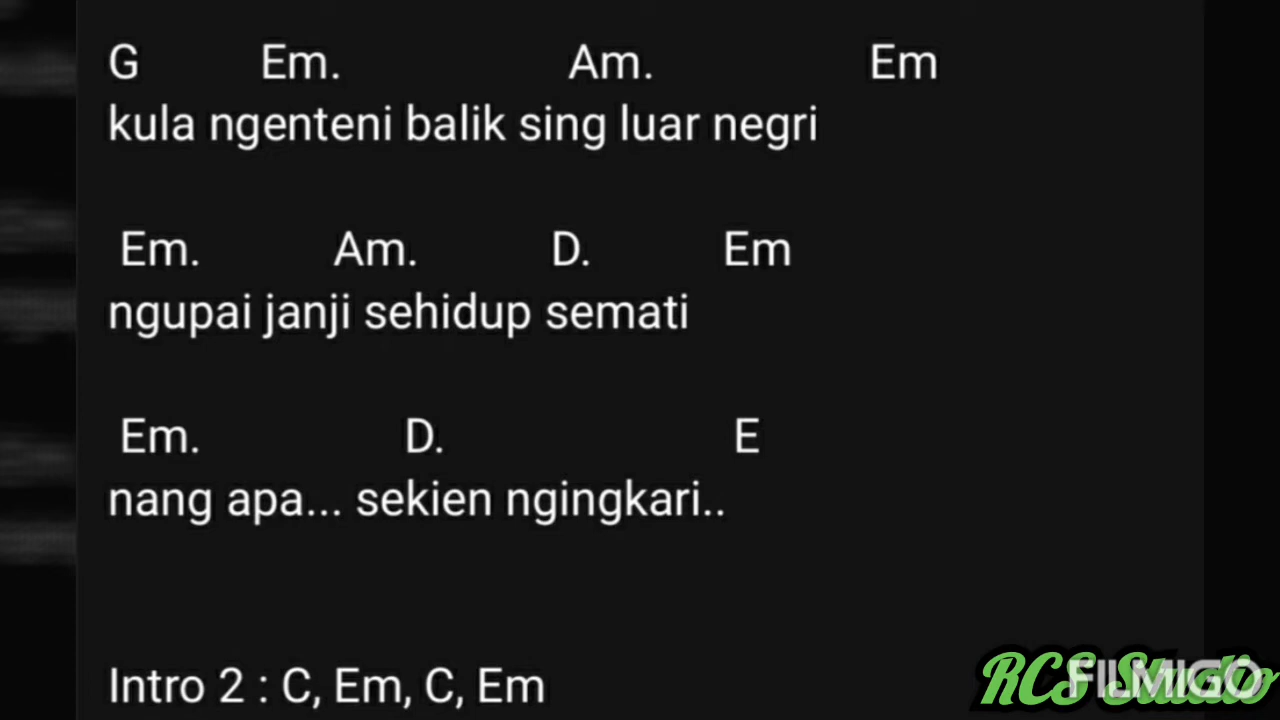 G Em. Am. Em
kula ngenteni balik sing luar negri
Em. Am. D. Em
ngupai janji sehidup semati
Em. D. E
nang apa... sekien ngingkari..
Intro 2 : C, Em, C, Em
RCS Studio
FILMIGO